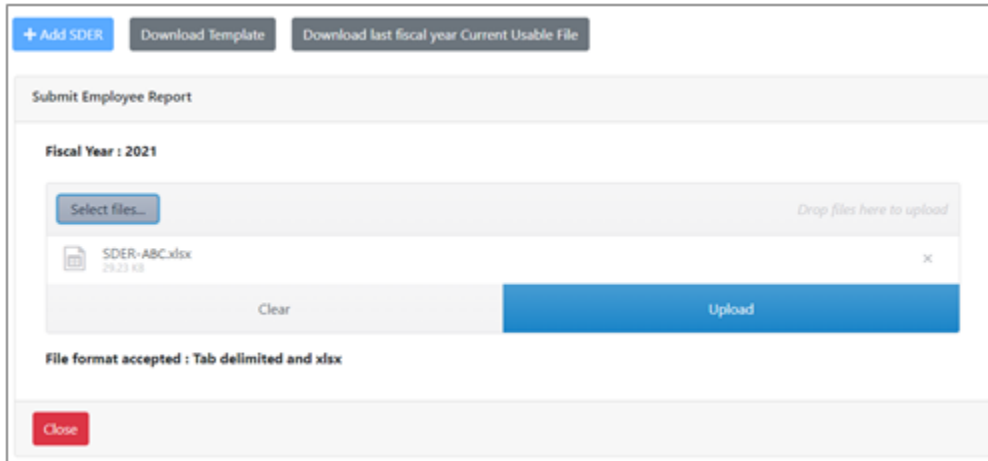 + Add SDER Download Template Download last fiscal year Current Usable File
Submit Employee Report
Fiscal Year : 2021
Select files... Drop files here to upload
SDER-ABC.xlsx ×
29.23 KB
Clear Upload
File format accepted : Tab delimited and xlsx
Close